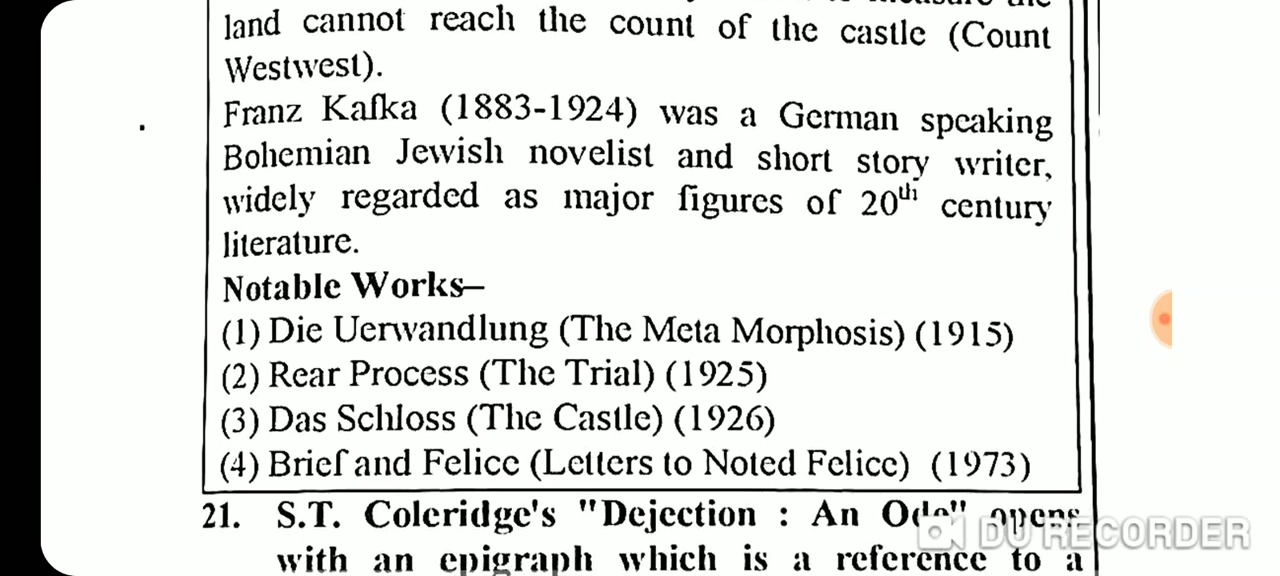 land cannot reach the count of the castle (Count
Westwest).
Franz Kafka (1883-1924) was a German speaking
Bohemian Jewish novelist and short story writer,
widely regarded as major figures of 20th century
literature.
Notable Works–
(1) Die Uerwandlung (The Meta Morphosis) (1915)
(2) Rear Process (The Trial) (1925)
(3) Das Schloss (The Castle) (1926)
(4) Brief and Felice (Letters to Noted Felice) (1973)
21. S.T. Coleridge's "Dejection : An Ode" opens
with an epigraph which is a reference to a
DU RECORDER